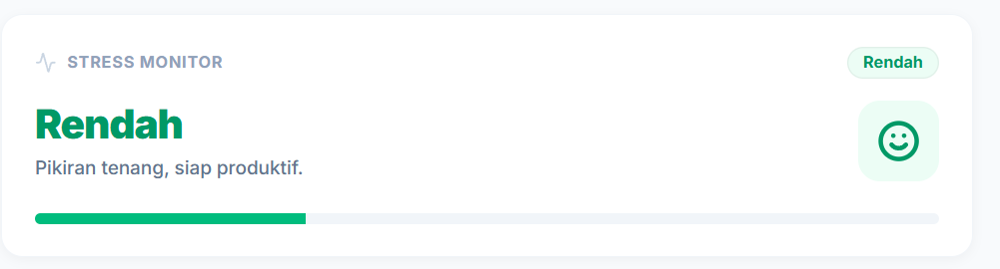 STRESS MONITOR
Rendah
Rendah
Pikiran tenang, siap produktif.